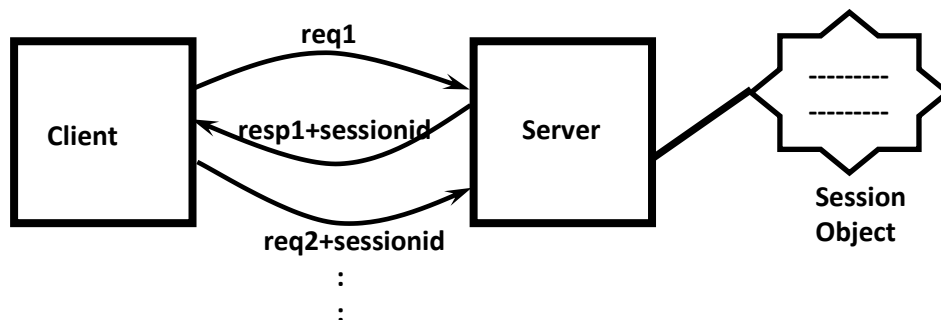 req1
Client
resp1+sessionid
Server
---------
---------
req2+sessionid
:
:
Session
Object